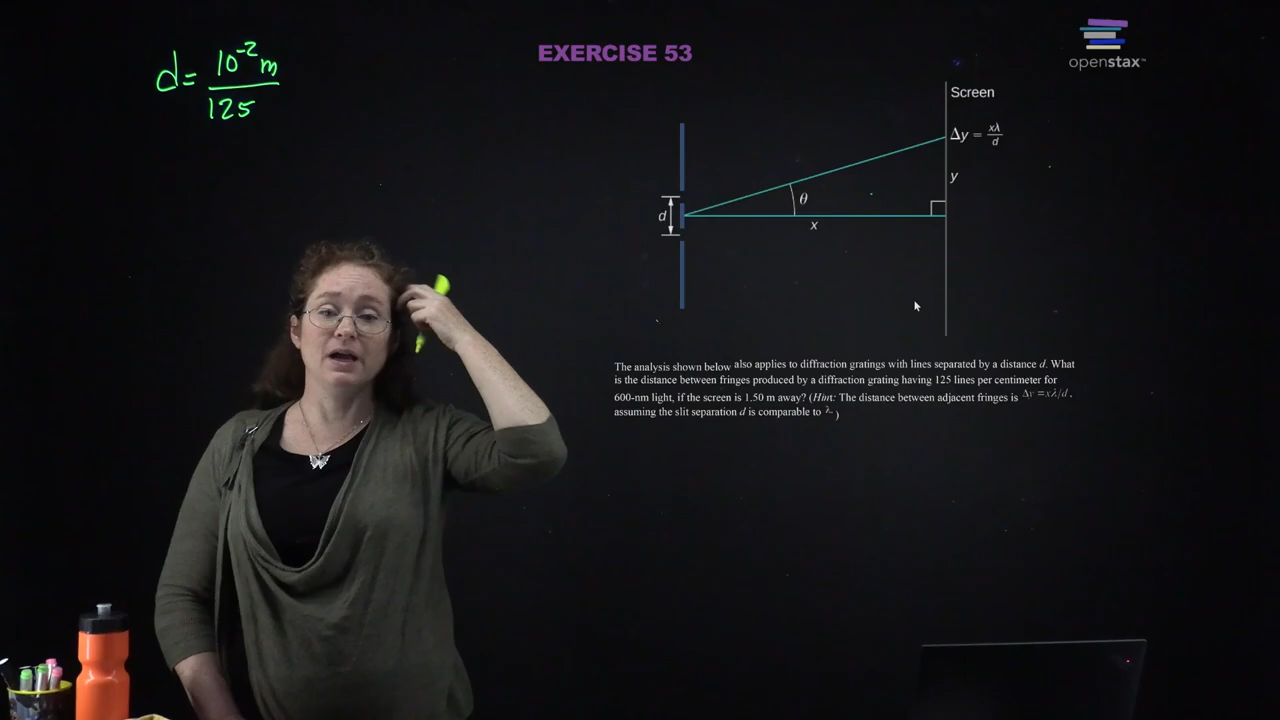 d = 10⁻² m
125
EXERCISE 53
openstax™
Screen
Δy = xλ
d
y
θ
d
x
The analysis shown below also applies to diffraction gratings with lines separated by a distance d. What
is the distance between fringes produced by a diffraction grating having 125 lines per centimeter for
600-nm light, if the screen is 1.50 m away? (Hint: The distance between adjacent fringes is Δy = xλ/d,
assuming the slit separation d is comparable to λ.)